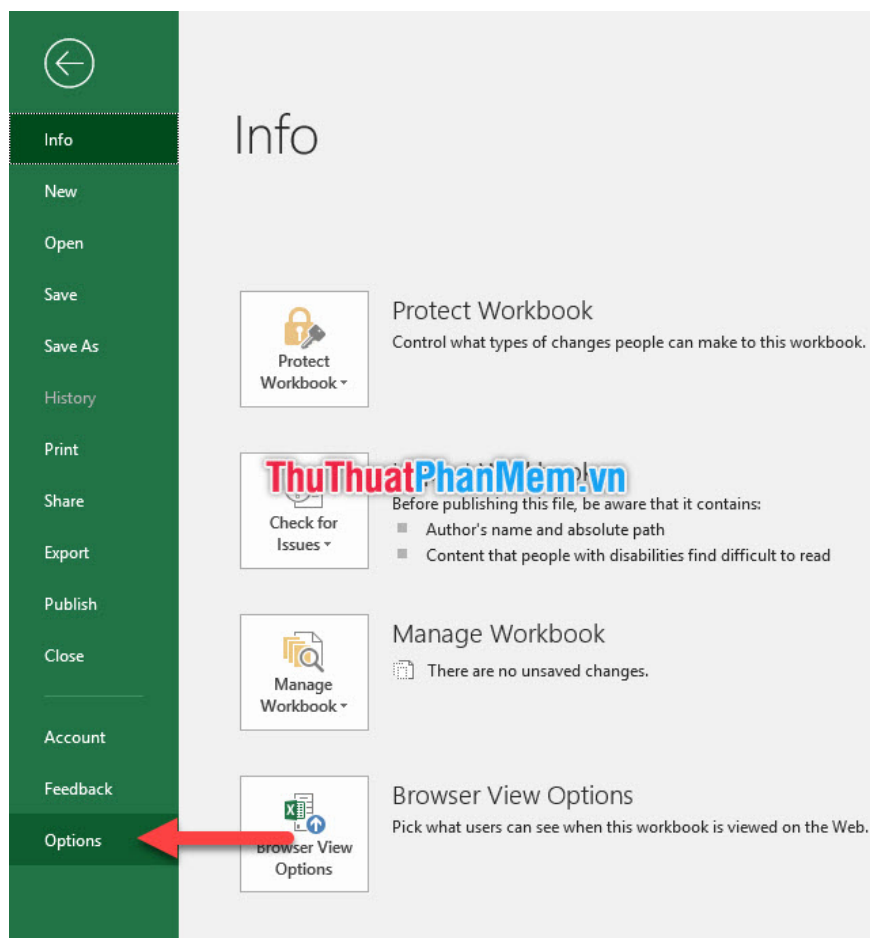 Info
New
Open
Save
Save As
History
Print
Share
Export
Publish
Close
Account
Feedback
Options
Info
Protect
Workbook
Protect Workbook
Control what types of changes people can make to this workbook.
ThuThuatPhanMem.vn
Check for
Issues
Before publishing this file, be aware that it contains:
Author's name and absolute path
Content that people with disabilities find difficult to read
Manage
Workbook
Manage Workbook
There are no unsaved changes.
Browser View
Options
Browser View Options
Pick what users can see when this workbook is viewed on the Web.